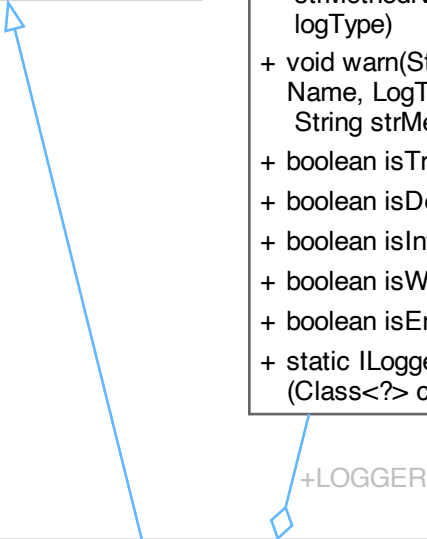 logType)
+ void warn(St
Name, LogT
String strMe
+ boolean isTr
+ boolean isDe
+ boolean isInf
+ boolean isW
+ boolean isEr
+ static ILogge
(Class<?> c
+LOGGER